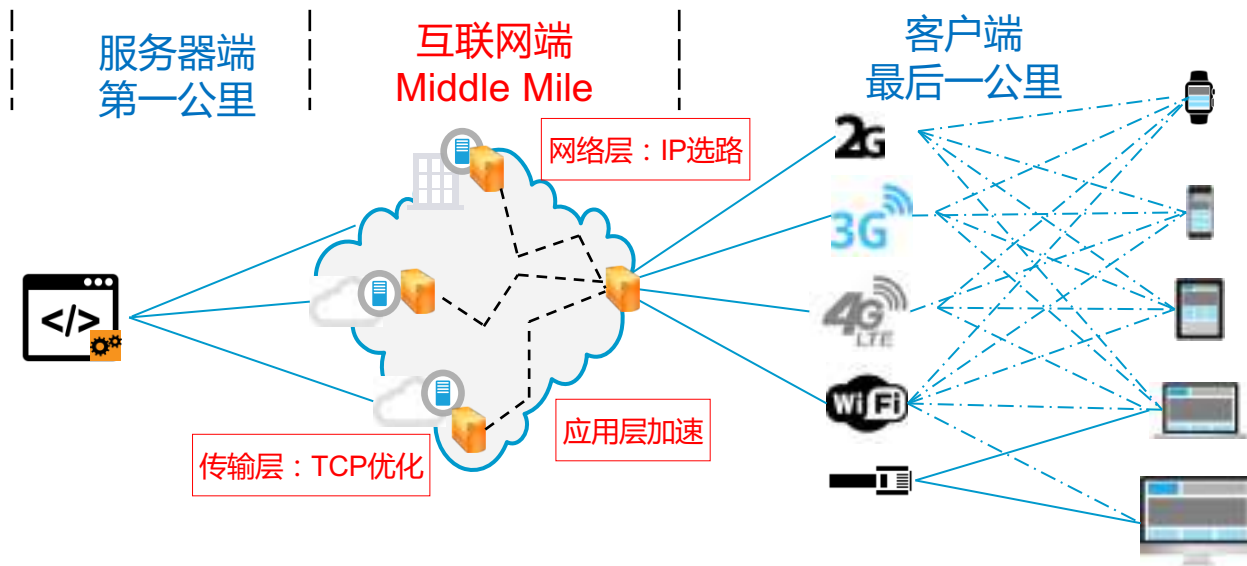 服务器端
第一公里
互联网端
Middle Mile
客户端
最后一公里
网络层：IP选路
2G
3G
</>
4G
LTE
Wi Fi
应用层加速
传输层：TCP优化